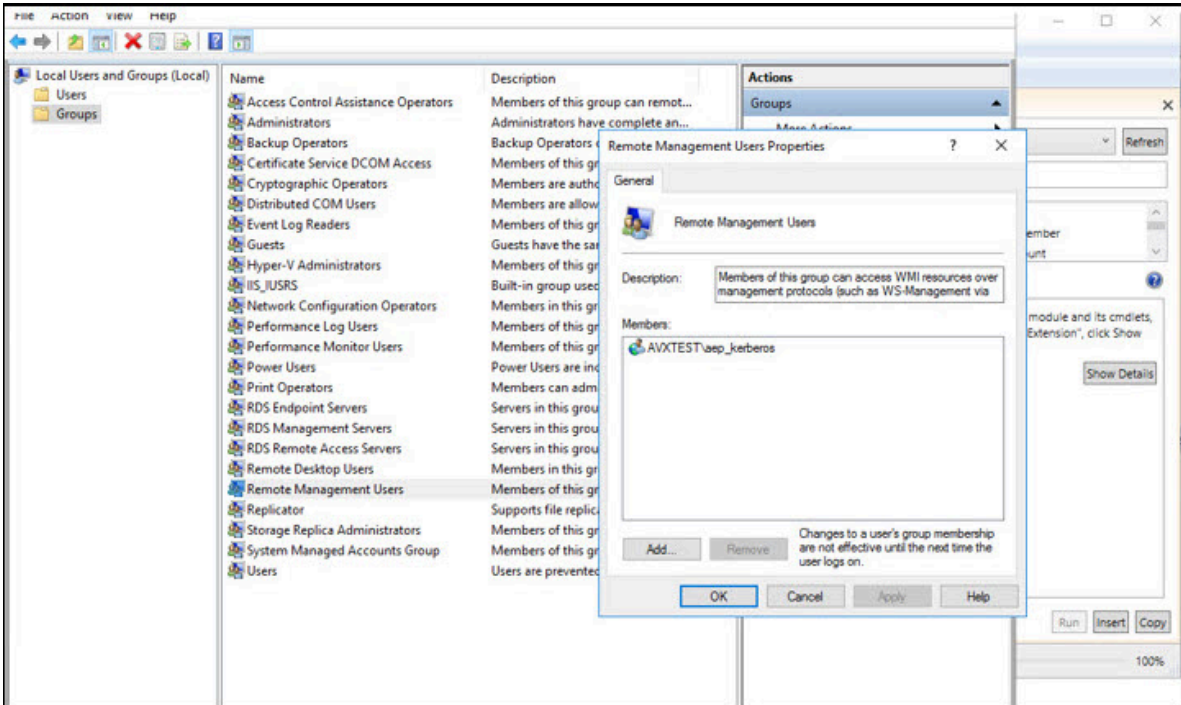 File Action View Help
Local Users and Groups (Local)
Users
Groups
Name Description
Access Control Assistance Operators Members of this group can remot...
Administrators Administrators have complete an...
Backup Operators Backup Operators
Certificate Service DCOM Access Members of this gr
Cryptographic Operators Members are autho
Distributed COM Users Members are allow
Event Log Readers Members of this gr
Guests Guests have the sa
Hyper-V Administrators Members of this gr
IIS_IUSRS Built-in group used
Network Configuration Operators Members in this gr
Performance Log Users Members of this gr
Performance Monitor Users Members of this gr
Power Users Power Users are inc
Print Operators Members can adm
RDS Endpoint Servers Servers in this grou
RDS Management Servers Servers in this grou
RDS Remote Access Servers Servers in this grou
Remote Desktop Users Members in this gr
Remote Management Users Members of this gr
Replicator Supports file replic
Storage Replica Administrators Members of this gr
System Managed Accounts Group Members of this gr
Users Users are prevented
Actions
Groups
More Actions
Remote Management Users Properties ? X
General
Remote Management Users
Description: Members of this group can access WMI resources over
management protocols (such as WS-Management via
Members:
AVXTEST\aep_kerberos
Add... Remove
Changes to a user's group membership
are not effective until the next time the
user logs on.
OK Cancel Apply Help
Refresh
ember
unt
module and its cmdlets,
Extension", click Show
Show Details
Run Insert Copy
100%